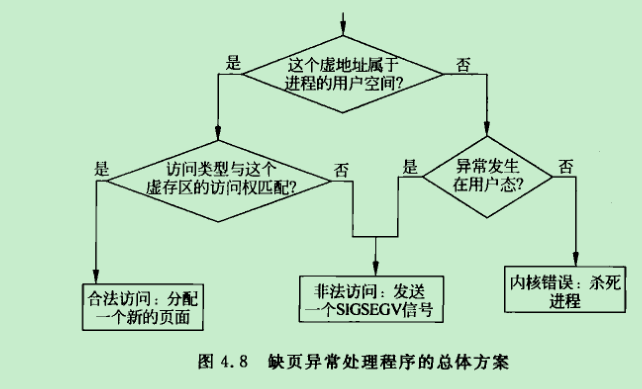 这个虚地址属于
进程的用户空间?
是
否
访问类型与这个
虚存区的访问权匹配?
是
否
异常发生
在用户态?
是
否
合法访问：分配
一个新的页面
非法访问：发送
一个SIGSEGV信号
内核错误：杀死
进程
图 4.8 缺页异常处理程序的总体方案